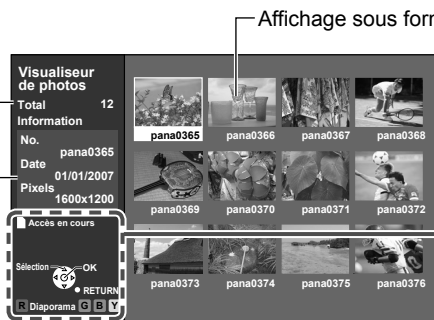 Affichage sous for
Visualiseur
de photos
Total 12
Information
No.
pana0365
Date
01/01/2007
Pixels
1600x1200
Accès en cours
Sélection
OK
RETURN
R Diaporama G B Y
pana0365 pana0366 pana0367 pana0368
pana0369 pana0370 pana0371 pana0372
pana0373 pana0374 pana0375 pana0376